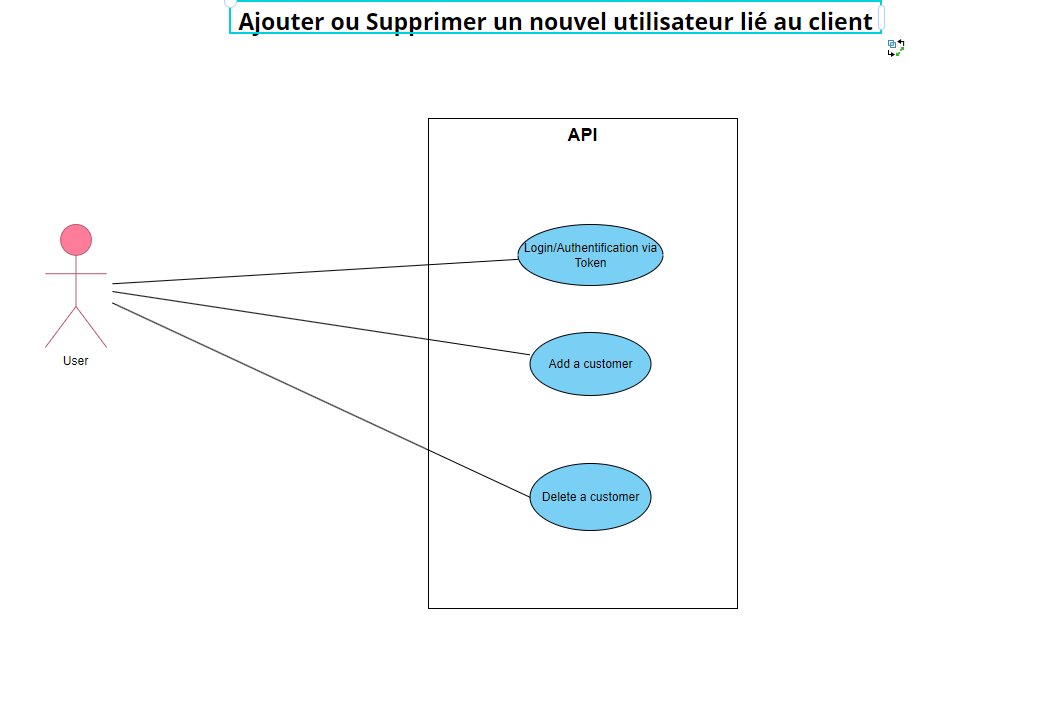 Ajouter ou Supprimer un nouvel utilisateur lié au client
API
Login/Authentification via
Token
Add a customer
User
Delete a customer